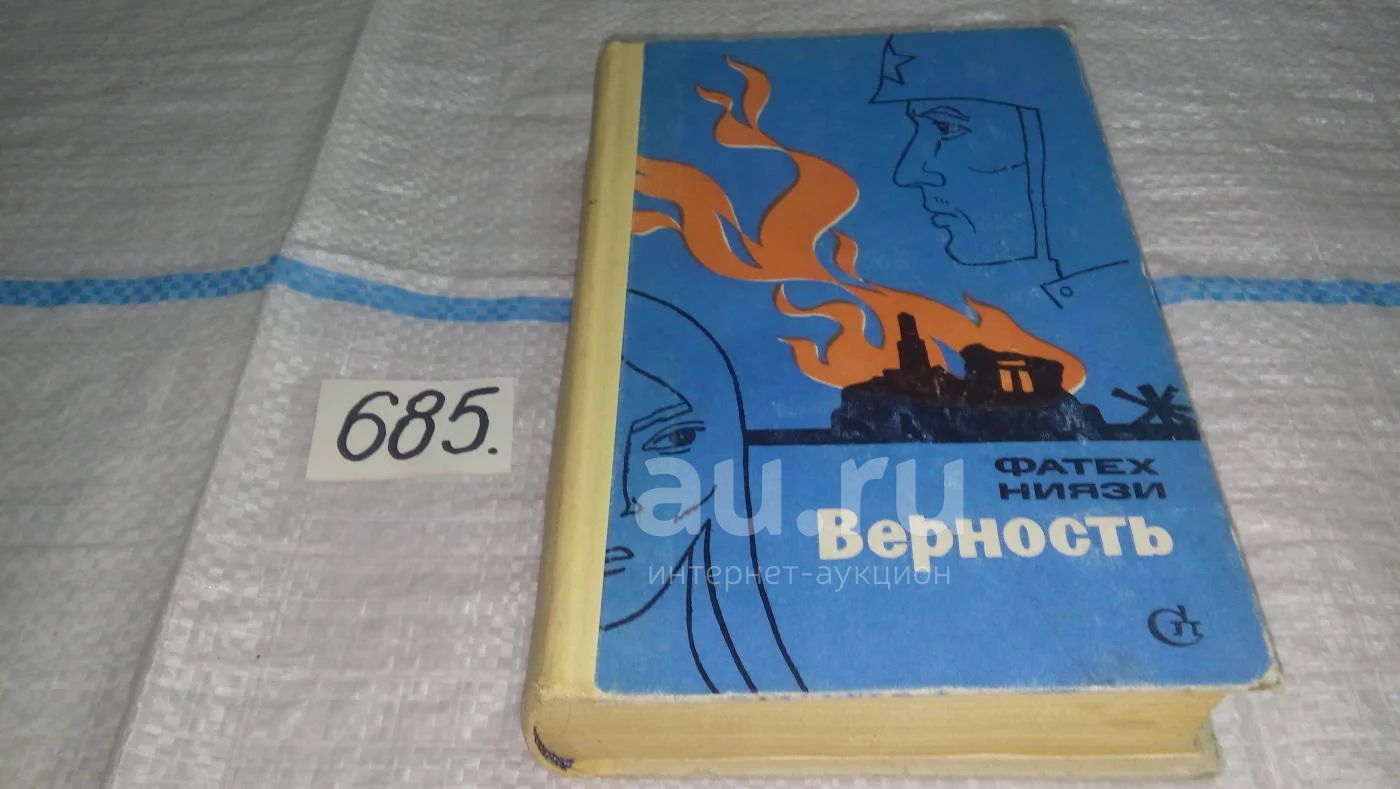 685.
ФАТЕХ
НИЯЗИ
Верность
au.ru
интернет-аукцион